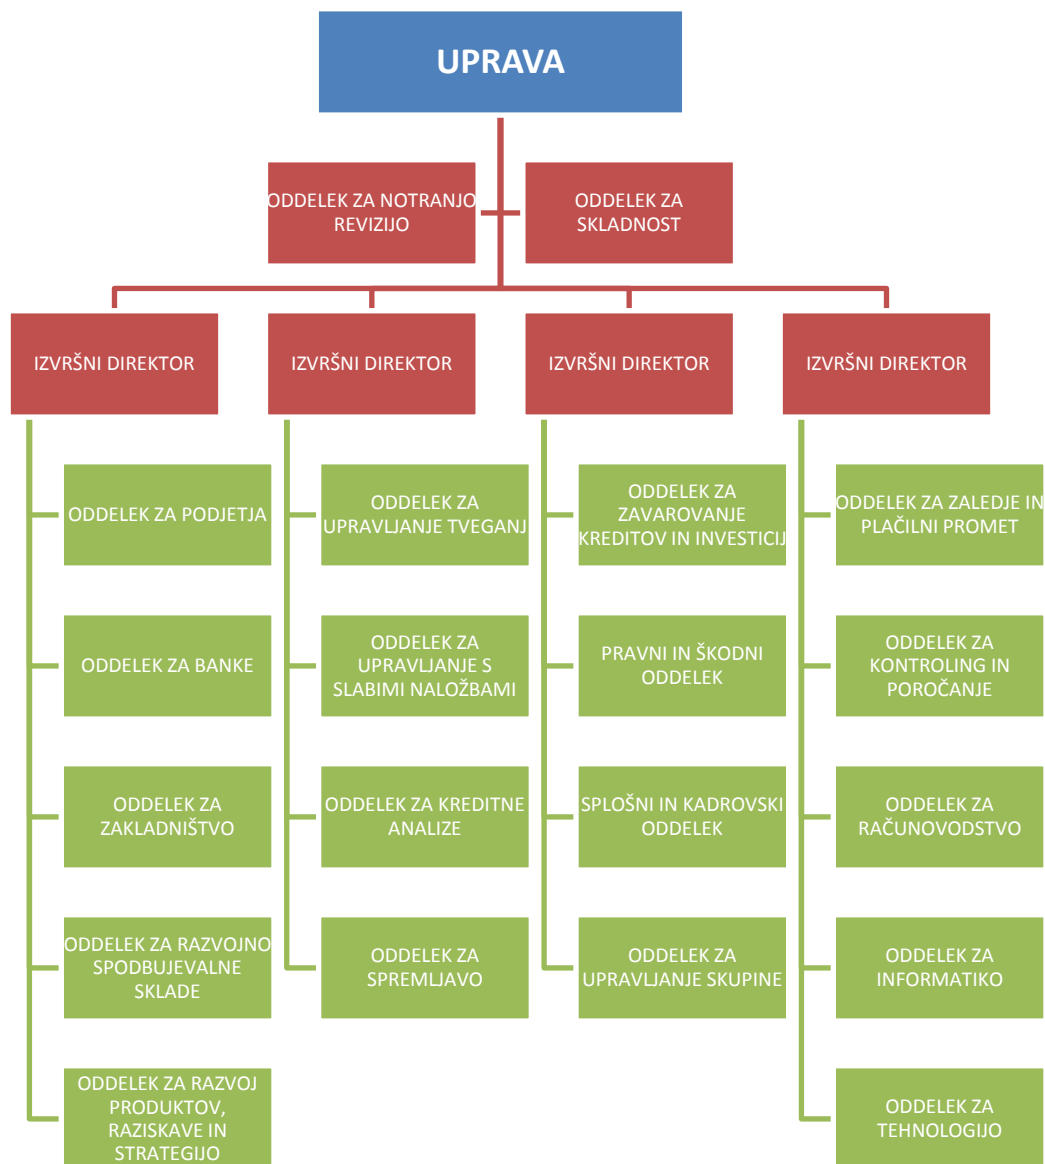 UPRAVA
ODDELEK ZA NOTRANJO
REVIZIJO
ODDELEK ZA
SKLADNOST
IZVRŠNI DIREKTOR
IZVRŠNI DIREKTOR
IZVRŠNI DIREKTOR
IZVRŠNI DIREKTOR
ODDELEK ZA PODJETJA
ODDELEK ZA BANKE
ODDELEK ZA
ZAKLADNIŠTVO
ODDELEK ZA RAZVOJNO
SPODBUJEVALNE
SKLADE
ODDELEK ZA RAZVOJ
PRODUKTOV,
RAZISKAVE IN
STRATEGIJO
ODDELEK ZA
UPRAVLJANJE TVEGANJ
ODDELEK ZA
UPRAVLJANJE S
SLABIMI NALOŽBAMI
ODDELEK ZA KREDITNE
ANALIZE
ODDELEK ZA
SPREMLJAVO
ODDELEK ZA
ZAVAROVANJE
KREDITOV IN INVESTICIJ
PRAVNI IN ŠKODNI
ODDELEK
SPLOŠNI IN KADROVSKI
ODDELEK
ODDELEK ZA
UPRAVLJANJE SKUPINE
ODDELEK ZA ZALEDJE IN
PLAČILNI PROMET
ODDELEK ZA
KONTROLING IN
POROČANJE
ODDELEK ZA
RAČUNOVODSTVO
ODDELEK ZA
INFORMATIKO
ODDELEK ZA
TEHNOLOGIJO